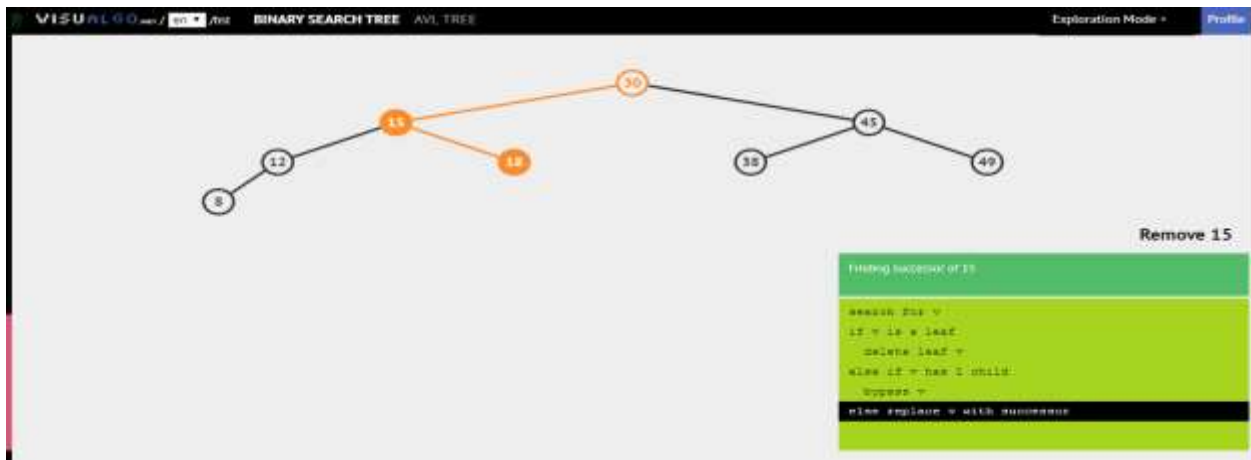 VISUALGO.net / en /bst BINARY SEARCH TREE AVL TREE Exploration Mode Profile
30
15 45
12 18 38 49
8
Remove 15
Finding successor of 15
search for v
if v is a leaf
delete leaf v
else if v has 1 child
bypass v
else replace v with successor